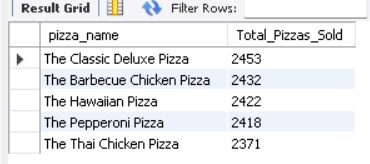 Result Grid Filter Rows:
pizza_name Total_Pizzas_Sold
The Classic Deluxe Pizza 2453
The Barbecue Chicken Pizza 2432
The Hawaiian Pizza 2422
The Pepperoni Pizza 2418
The Thai Chicken Pizza 2371